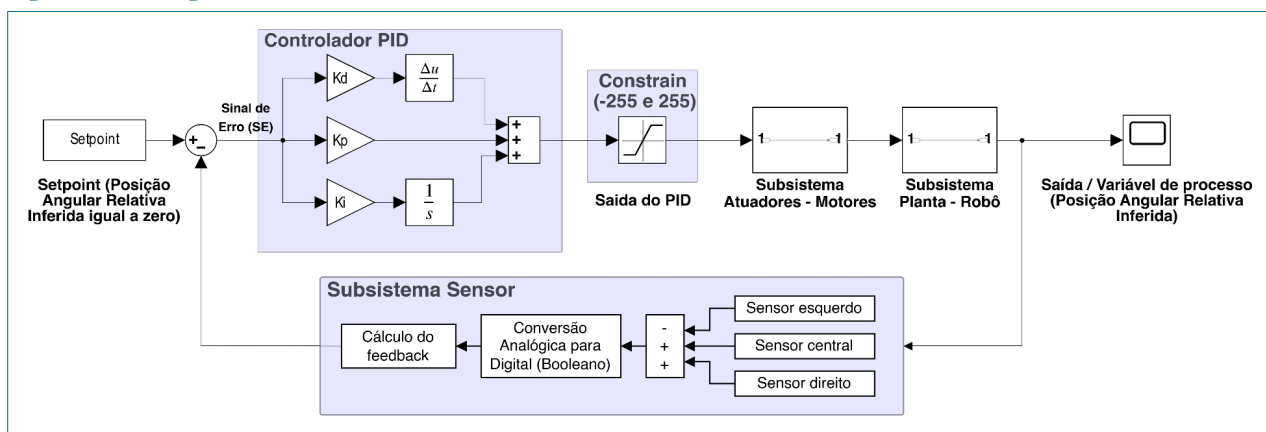 Controlador PID
Kd
Δu
Δt
Constrain
(-255 e 255)
Sinal de
Erro (SE)
Setpoint
+
-
Kp
+
+
+
1
1
1
1
Setpoint (Posição
Angular Relativa
Inferida igual a zero)
Ki
1
s
Saida do PID
Subsistema
Atuadores - Motores
Subsistema
Planta - Robô
Saída / Variável de processo
(Posição Angular Relativa
Inferida)
Subsistema Sensor
Cálculo do
feedback
Conversão
Analógica para
Digital (Booleano)
-
+
+
Sensor esquerdo
Sensor central
Sensor direito